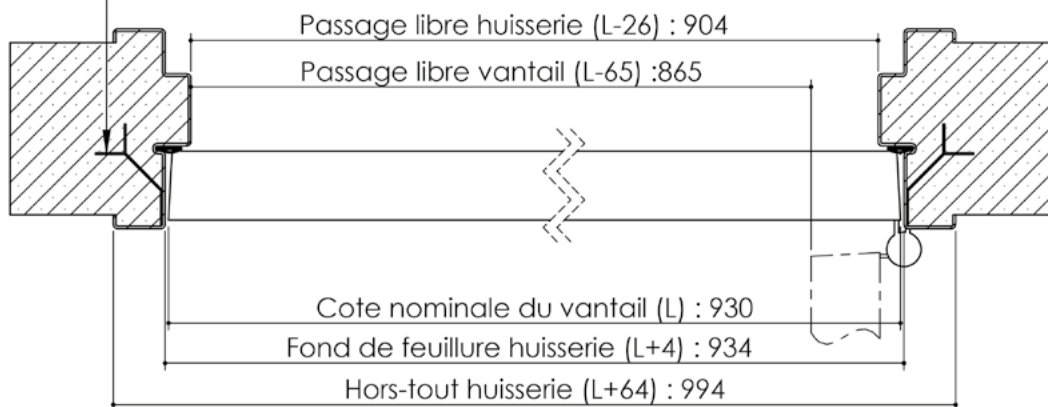 Passage libre huisserie (L-26) : 904
Passage libre vantail (L-65) :865
Cote nominale du vantail (L) : 930
Fond de feuillure huisserie (L+4) : 934
Hors-tout huisserie (L+64) : 994